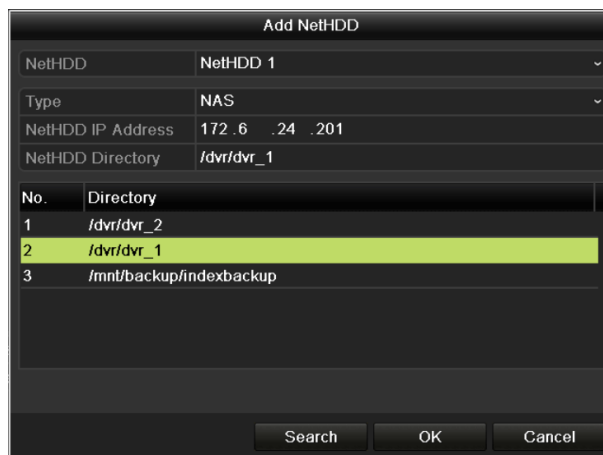 Add NetHDD
NetHDD NetHDD 1
Type NAS
NetHDD IP Address 172 .6 .24 .201
NetHDD Directory /dvr/dvr_1
No. Directory
1 /dvr/dvr_2
2 /dvr/dvr_1
3 /mnt/backup/indexbackup
Search OK Cancel